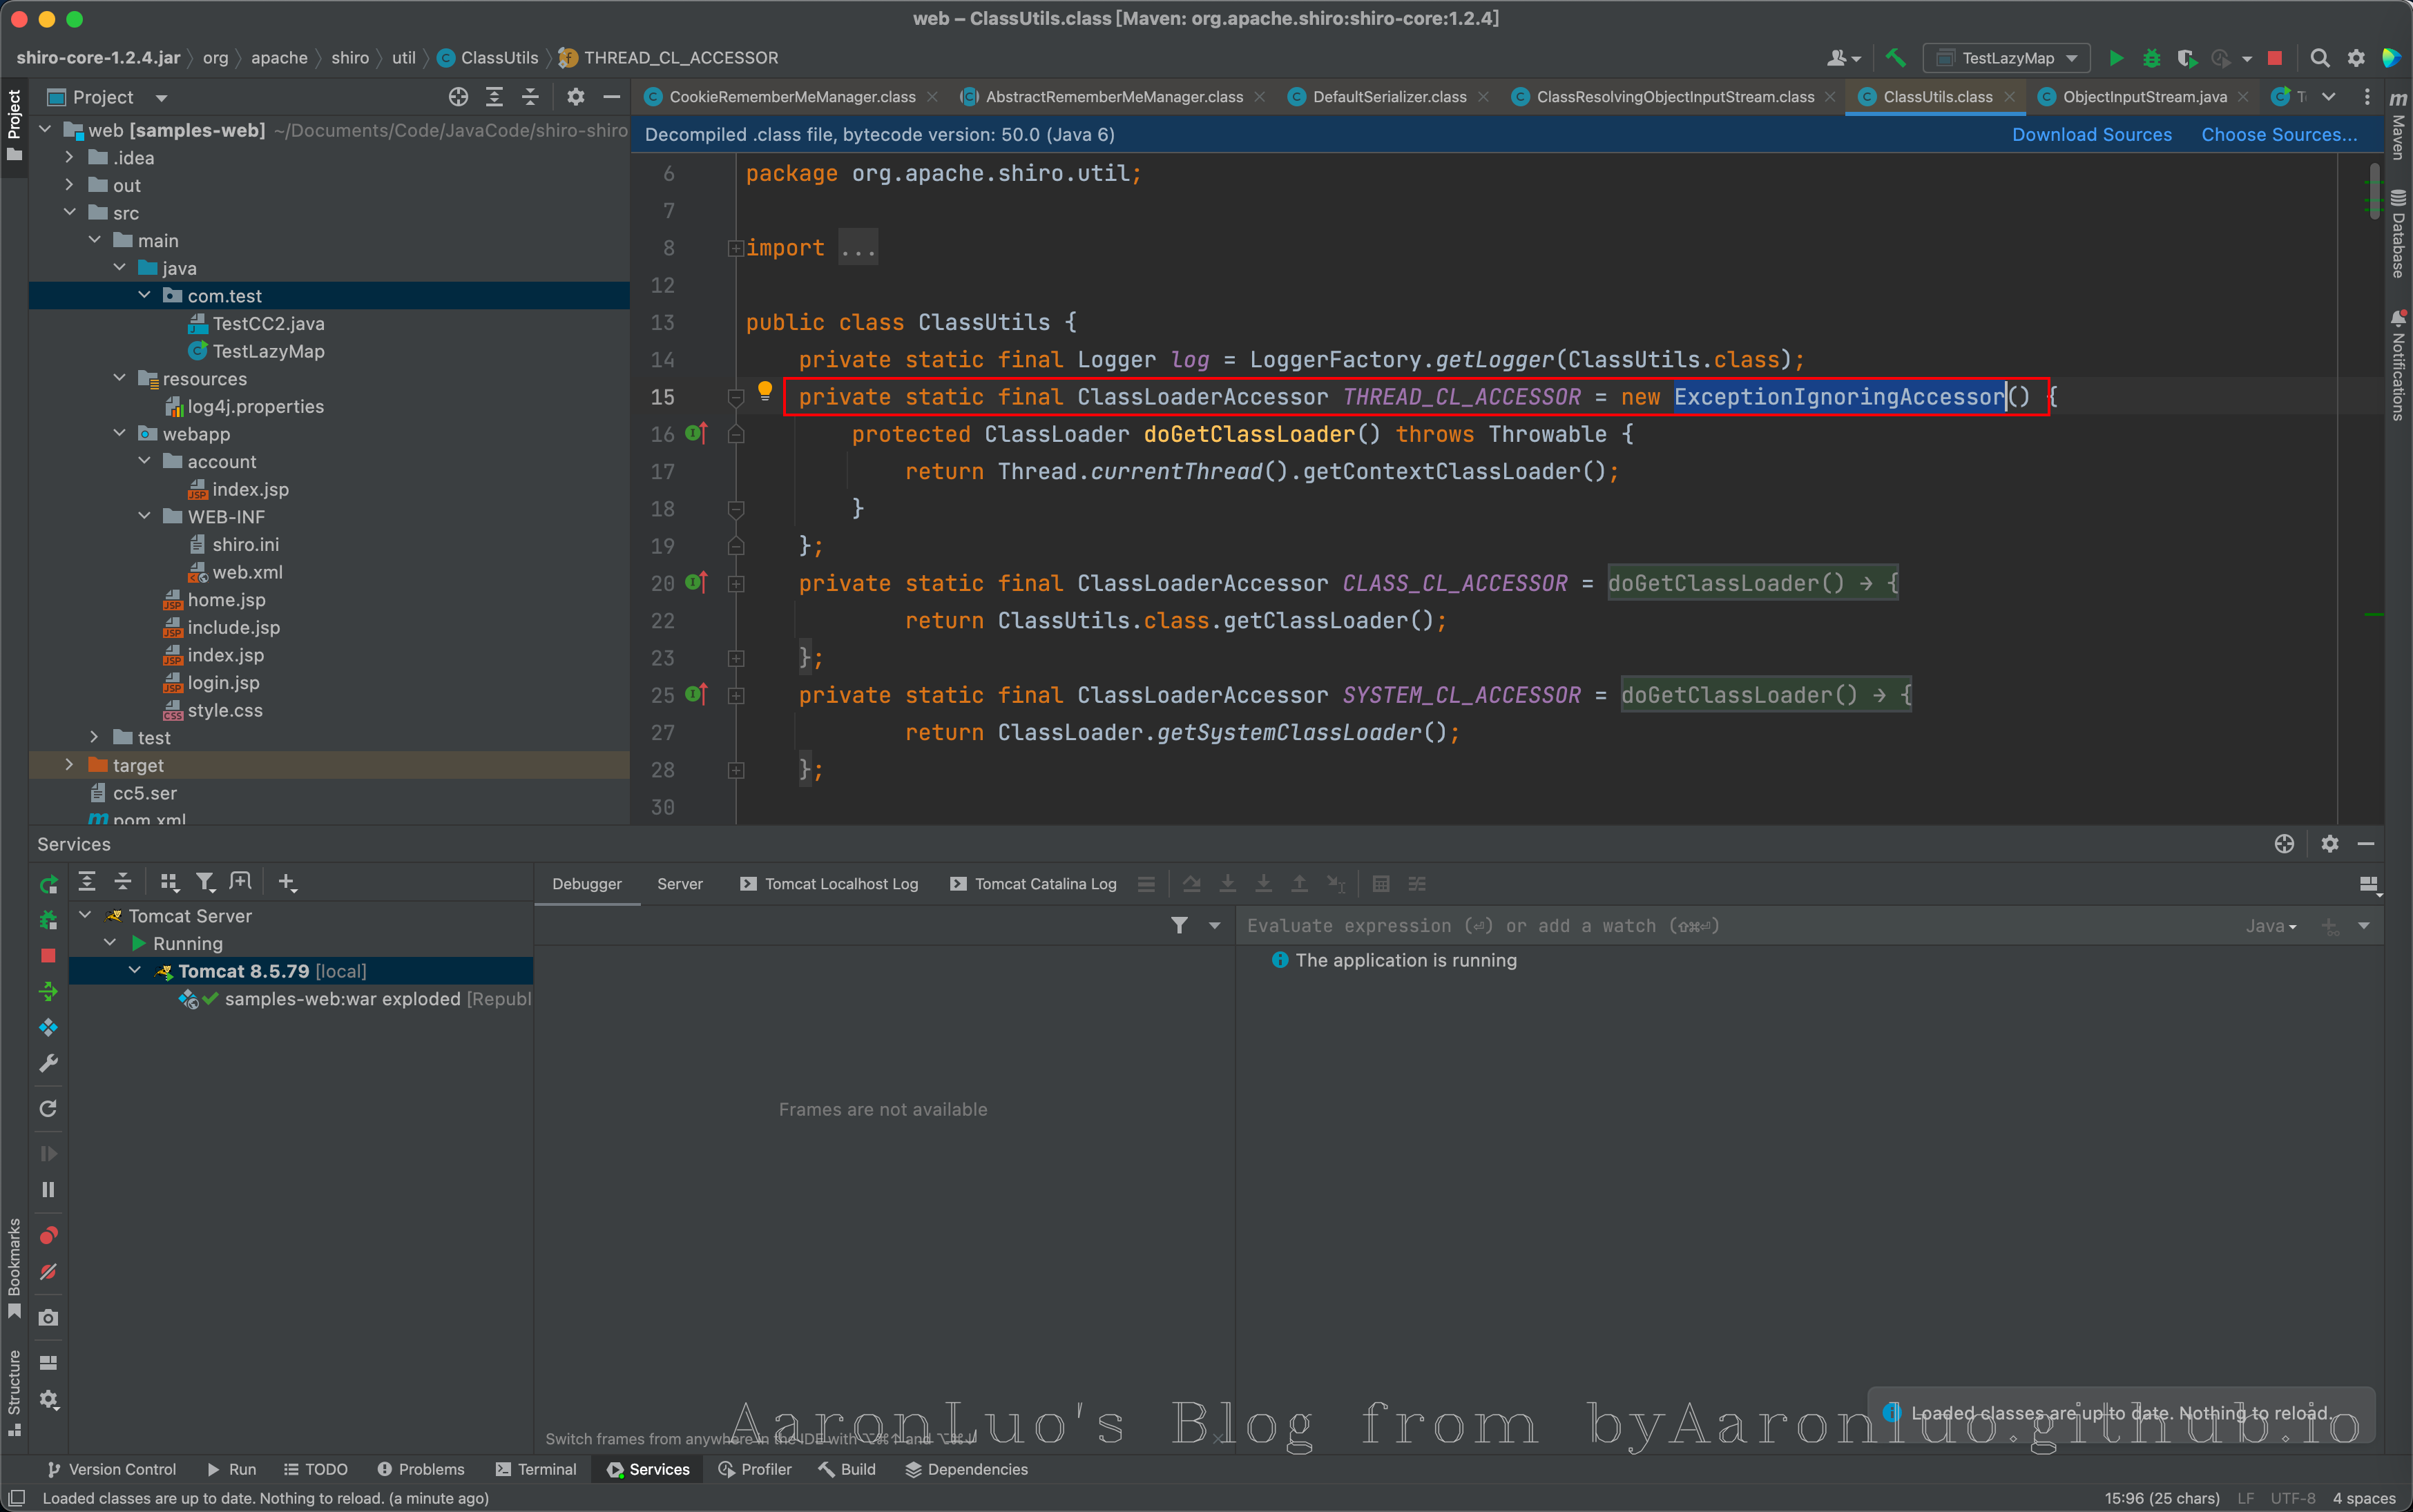 web – ClassUtils.class [Maven: org.apache.shiro:shiro-core:1.2.4]
shiro-core-1.2.4.jar org apache shiro util ClassUtils THREAD_CL_ACCESSOR
TestLazyMap
Project
Project
CookieRememberMeManager.class AbstractRememberMeManager.class DefaultSerializer.class ClassResolvingObjectInputStream.class ClassUtils.class ObjectInputStream.java
Decompiled .class file, bytecode version: 50.0 (Java 6) Download Sources Choose Sources...
web [samples-web] ~/Documents/Code/JavaCode/shiro-shiro
.idea
out
src
main
java
com.test
TestCC2.java
TestLazyMap
resources
log4j.properties
webapp
account
index.jsp
WEB-INF
shiro.ini
web.xml
home.jsp
include.jsp
index.jsp
login.jsp
style.css
test
target
cc5.ser
pom.xml
6 package org.apache.shiro.util;
7
8 import ...
12
13 public class ClassUtils {
14 private static final Logger log = LoggerFactory.getLogger(ClassUtils.class);
15 private static final ClassLoaderAccessor THREAD_CL_ACCESSOR = new ExceptionIgnoringAccessor() {
16 protected ClassLoader doGetClassLoader() throws Throwable {
17 return Thread.currentThread().getContextClassLoader();
18 }
19 };
20 private static final ClassLoaderAccessor CLASS_CL_ACCESSOR = doGetClassLoader() → {
22 return ClassUtils.class.getClassLoader();
23 };
25 private static final ClassLoaderAccessor SYSTEM_CL_ACCESSOR = doGetClassLoader() → {
27 return ClassLoader.getSystemClassLoader();
28 };
30
Maven
Database
Notifications
Services
Debugger Server Tomcat Localhost Log Tomcat Catalina Log
Tomcat Server
Running
Tomcat 8.5.79 [local]
samples-web:war exploded [Republ
Evaluate expression (⏎) or add a watch (⇧⌘⏎) Java
The application is running
Frames are not available
Bookmarks
Structure
Switch frames from anywhere in the IDE with ⌥⌘↑ and ⌥⌘↓
Loaded classes are up to date. Nothing to reload.
AaronLuo's Blog from byAaronluo.github.io
Version Control Run TODO Problems Terminal Services Profiler Build Dependencies
Loaded classes are up to date. Nothing to reload. (a minute ago) 15:96 (25 chars) LF UTF-8 4 spaces